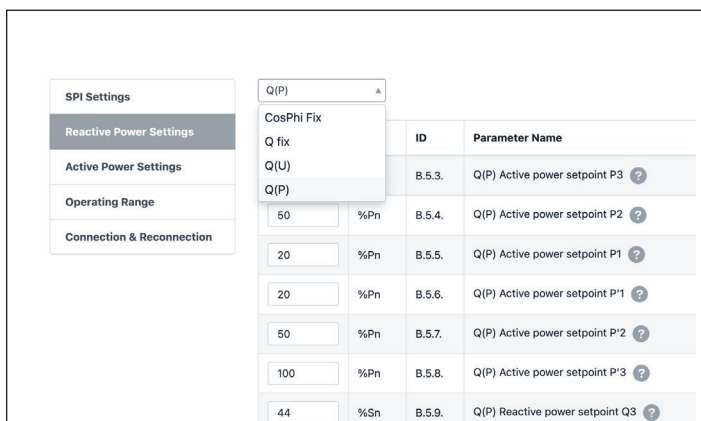 SPI Settings
Reactive Power Settings
Active Power Settings
Operating Range
Connection & Reconnection
Q(P)
CosPhi Fix
Q fix
Q(U)
Q(P)
ID Parameter Name
B.5.3. Q(P) Active power setpoint P3 ?
50 %Pn B.5.4. Q(P) Active power setpoint P2 ?
20 %Pn B.5.5. Q(P) Active power setpoint P1 ?
20 %Pn B.5.6. Q(P) Active power setpoint P'1 ?
50 %Pn B.5.7. Q(P) Active power setpoint P'2 ?
100 %Pn B.5.8. Q(P) Active power setpoint P'3 ?
44 %Sn B.5.9. Q(P) Reactive power setpoint Q3 ?